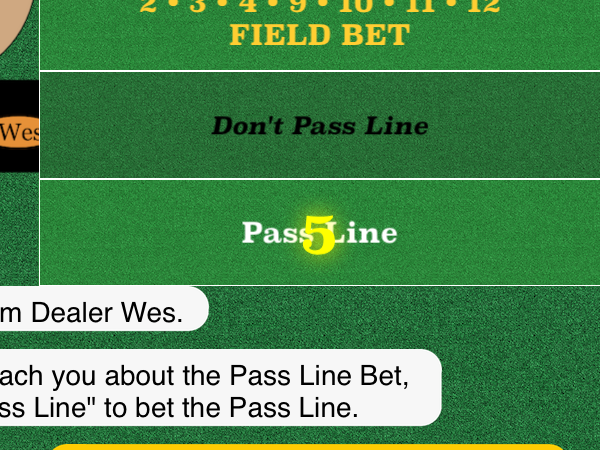 2 • 3 • 4 • 9 • 10 • 11 • 12
FIELD BET
Don't Pass Line
Wes
Pass Line
5
m Dealer Wes.
ach you about the Pass Line Bet,
ss Line" to bet the Pass Line.